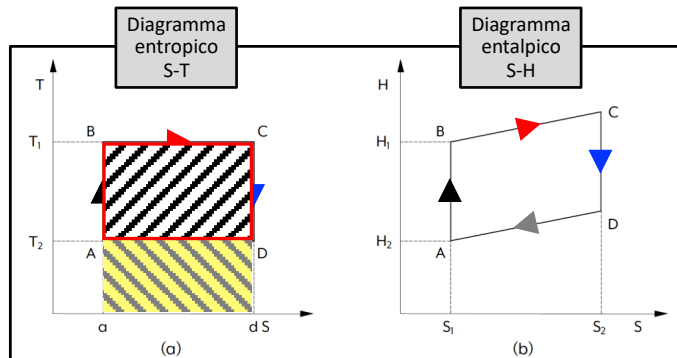 Diagramma
entropico
S-T
Diagramma
entalpico
S-H
T
B
C
T1
T2
A
D
a
d S
(a)
H
C
B
H1
D
H2
A
S1
S2
S
(b)